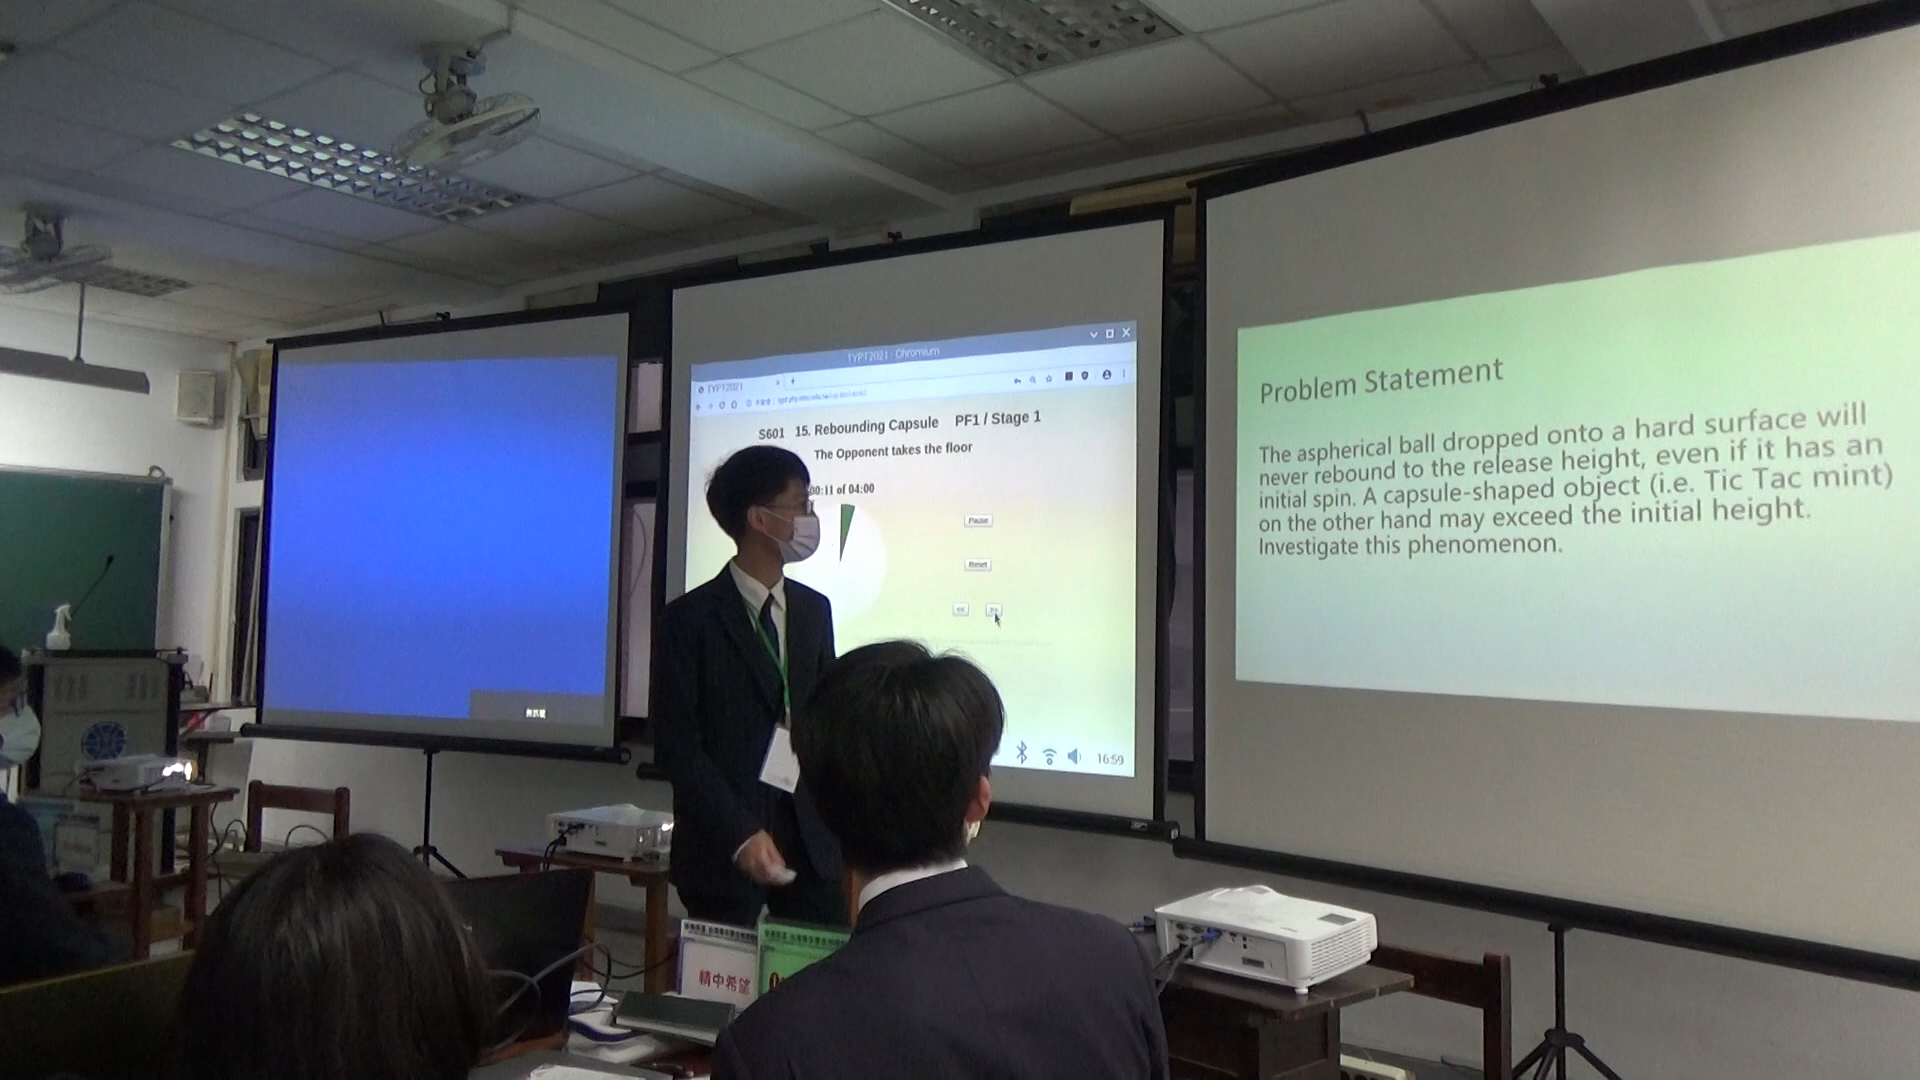 TYPT2021 - Chromium
TYPT2021
S601 15. Rebounding Capsule PF1 / Stage 1
The Opponent takes the floor
00:11 of 04:00
Pause
Reset
<<
>>
16:59
Problem Statement
The aspherical ball dropped onto a hard surface will
never rebound to the release height, even if it has an
initial spin. A capsule-shaped object (i.e. Tic Tac mint)
on the other hand may exceed the initial height.
Investigate this phenomenon.
精中希望